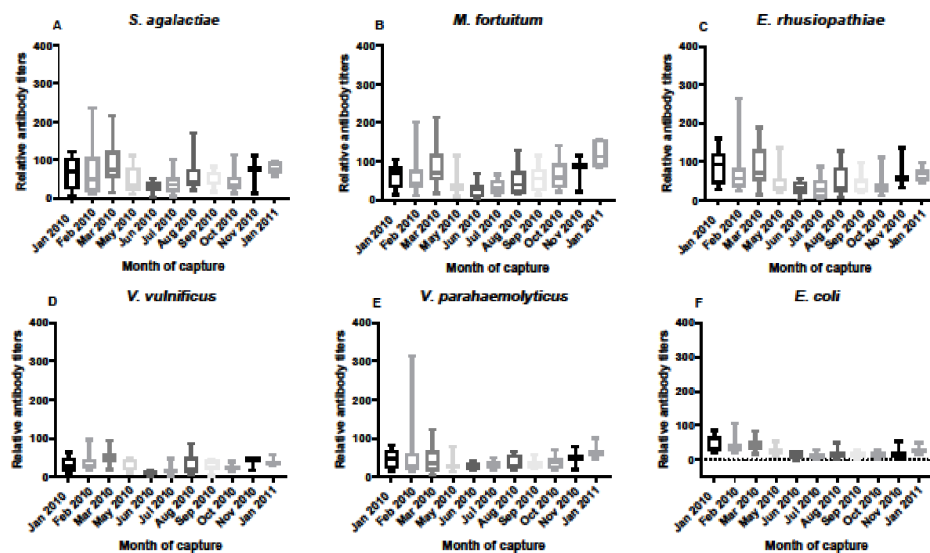 A
S. agalactiae
Relative antibody titers
400
300
200
100
0
Jan 2010
Feb 2010
Mar 2010
May 2010
Jun 2010
Jul 2010
Aug 2010
Sep 2010
Oct 2010
Nov 2010
Jan 2011
Month of capture
B
M. fortuitum
Relative antibody titers
400
300
200
100
0
Jan 2010
Feb 2010
Mar 2010
May 2010
Jun 2010
Jul 2010
Aug 2010
Sep 2010
Oct 2010
Nov 2010
Jan 2011
Month of capture
C
E. rhusiopathiae
Relative antibody titers
400
300
200
100
0
Jan 2010
Feb 2010
Mar 2010
May 2010
Jun 2010
Jul 2010
Aug 2010
Sep 2010
Oct 2010
Nov 2010
Jan 2011
Month of capture
D
V. vulnificus
Relative antibody titers
400
300
200
100
0
Jan 2010
Feb 2010
Mar 2010
May 2010
Jun 2010
Jul 2010
Aug 2010
Sep 2010
Oct 2010
Nov 2010
Jan 2011
Month of capture
E
V. parahaemolyticus
Relative antibody titers
400
300
200
100
0
Jan 2010
Feb 2010
Mar 2010
May 2010
Jun 2010
Jul 2010
Aug 2010
Sep 2010
Oct 2010
Nov 2010
Jan 2011
Month of capture
F
E. coli
Relative antibody titers
400
300
200
100
0
Jan 2010
Feb 2010
Mar 2010
May 2010
Jun 2010
Jul 2010
Aug 2010
Sep 2010
Oct 2010
Nov 2010
Jan 2011
Month of capture